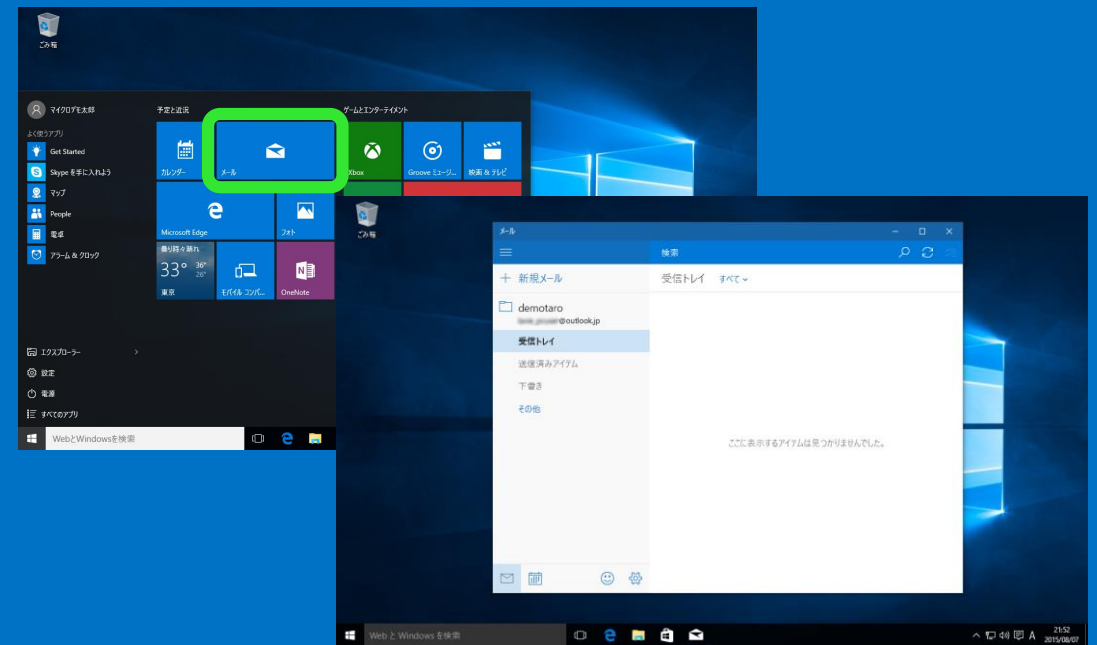 ごみ箱
マイクロデモ太郎
よく使うアプリ
Get Started
Skype を手に入れよう
マップ
People
電卓
アラーム & クロック
エクスプローラー
設定
電源
すべてのアプリ
WebとWindowsを検索
予定と近況
カレンダー
メール
Microsoft Edge
フォト
曇り時々晴れ
33° 36° 26°
東京
モバイル コンパ...
OneNote
ゲームとエンターテイメント
Xbox
Groove ミュージ...
映画 & テレビ
ごみ箱
メール
検索
新規メール
受信トレイ すべて
demotaro
@outlook.jp
受信トレイ
送信済みアイテム
下書き
その他
ここに表示するアイテムは見つかりませんでした。
Web と Windows を検索
A
21:52
2015/08/07